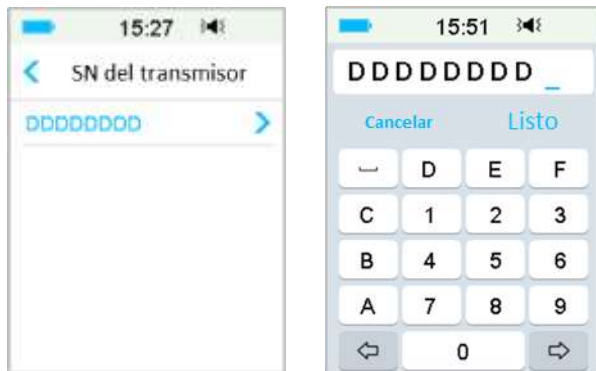 15:27
SN del transmisor
DDDDDDDD
15:51
DDDDDDDD_
Cancelar Listo
D E F
C 1 2 3
B 4 5 6
A 7 8 9
0